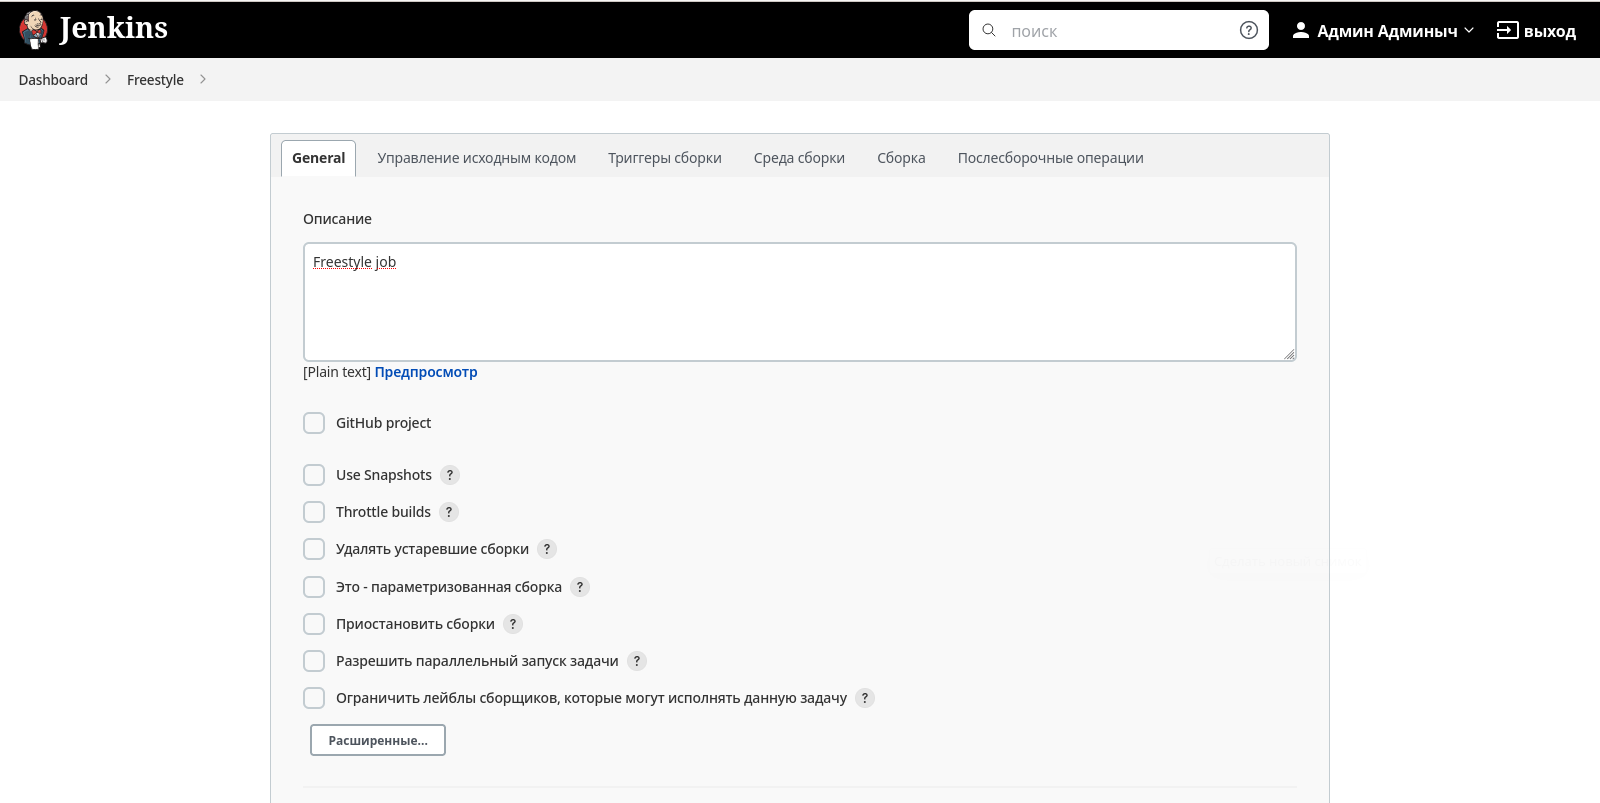 Jenkins
поиск
Админ Админыч
выход
Dashboard
Freestyle
General
Управление исходным кодом
Триггеры сборки
Среда сборки
Сборка
Послесборочные операции
Описание
Freestyle job
[Plain text] Предпросмотр
GitHub project
Use Snapshots ?
Throttle builds ?
Удалять устаревшие сборки ?
Это - параметризованная сборка ?
Приостановить сборки ?
Разрешить параллельный запуск задачи ?
Ограничить лейблы сборщиков, которые могут исполнять данную задачу ?
Расширенные...